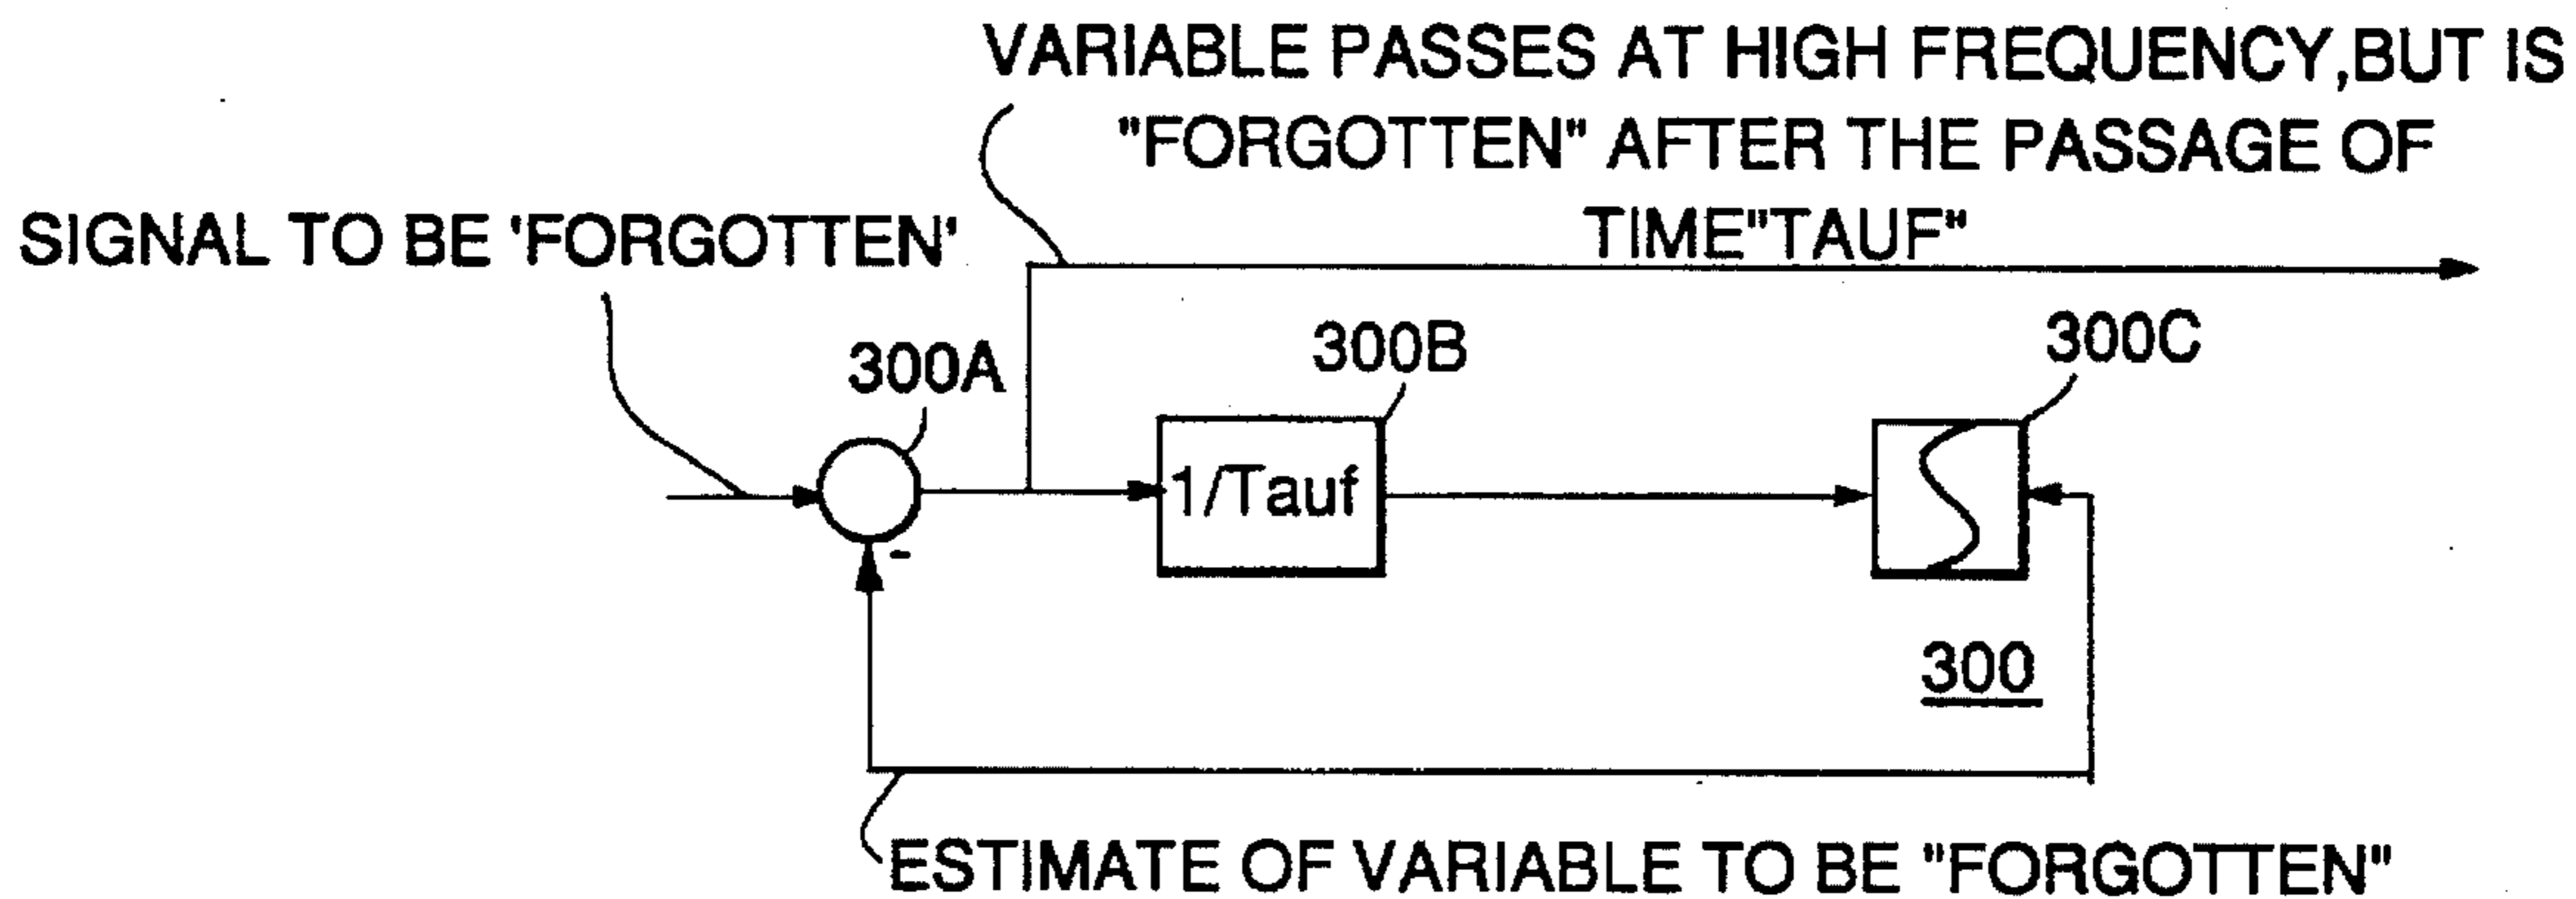 VARIABLE PASSES AT HIGH FREQUENCY,BUT IS
"FORGOTTEN" AFTER THE PASSAGE OF
TIME"TAUF"
SIGNAL TO BE 'FORGOTTEN'
300A
300B
300C
1/Tauf
-
300
ESTIMATE OF VARIABLE TO BE "FORGOTTEN"